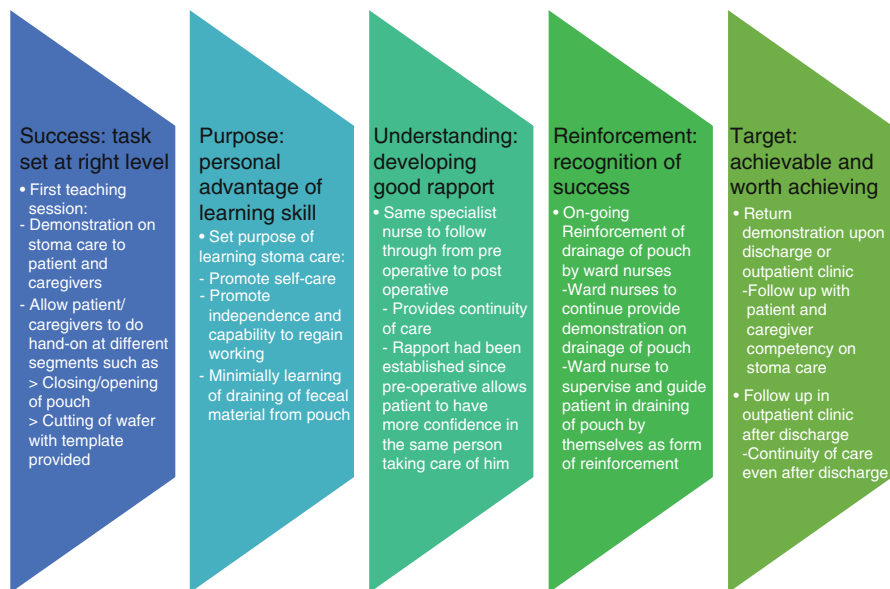 Success: task
set at right level
• First teaching
session:
- Demonstration on
stoma care to
patient and
caregivers
- Allow patient/
caregivers to do
hand-on at different
segments such as
> Closing/opening
of pouch
> Cutting of wafer
with template
provided
Purpose:
personal
advantage of
learning skill
• Set purpose of
learning stoma care:
- Promote self-care
- Promote
independence and
capability to regain
working
- Minimially learning
of draining of feceal
material from pouch
Understanding:
developing
good rapport
• Same specialist
nurse to follow
through from pre
operative to post
operative
- Provides continuity
of care
- Rapport had been
established since
pre-operative allows
patient to have
more confidence in
the same person
taking care of him
Reinforcement:
recognition of
success
• On-going
Reinforcement of
drainage of pouch
by ward nurses
-Ward nurses to
continue provide
demonstration on
drainage of pouch
-Ward nurse to
supervise and guide
patient in draining
of pouch by
themselves as form
of reinforcement
Target:
achievable and
worth achieving
• Return
demonstration upon
discharge or
outpatient clinic
-Follow up with
patient and
caregiver
competency on
stoma care
• Follow up in
outpatient clinic
after discharge
-Continuity of care
even after discharge